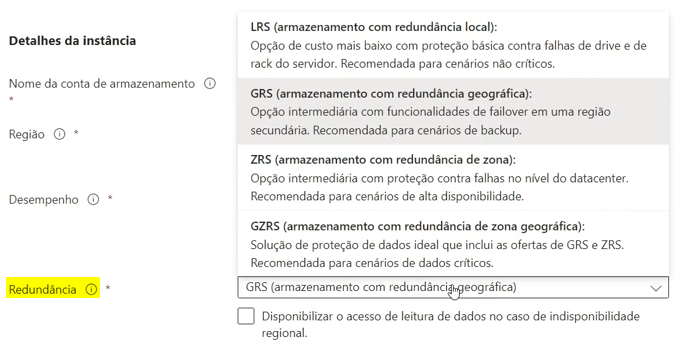 Detalhes da instância
Nome da conta de armazenamento
*
Região *
Desempenho *
LRS (armazenamento com redundância local):
Opção de custo mais baixo com proteção básica contra falhas de drive e de
rack do servidor. Recomendada para cenários não críticos.
GRS (armazenamento com redundância geográfica):
Opção intermediária com funcionalidades de failover em uma região
secundária. Recomendada para cenários de backup.
ZRS (armazenamento com redundância de zona):
Opção intermediária com proteção contra falhas no nível do datacenter.
Recomendada para cenários de alta disponibilidade.
GZRS (armazenamento com redundância de zona geográfica):
Solução de proteção de dados ideal que inclui as ofertas de GRS e ZRS.
Recomendada para cenários de dados críticos.
Redundância *
GRS (armazenamento com redundância geográfica)
Disponibilizar o acesso de leitura de dados no caso de indisponibilidade
regional.